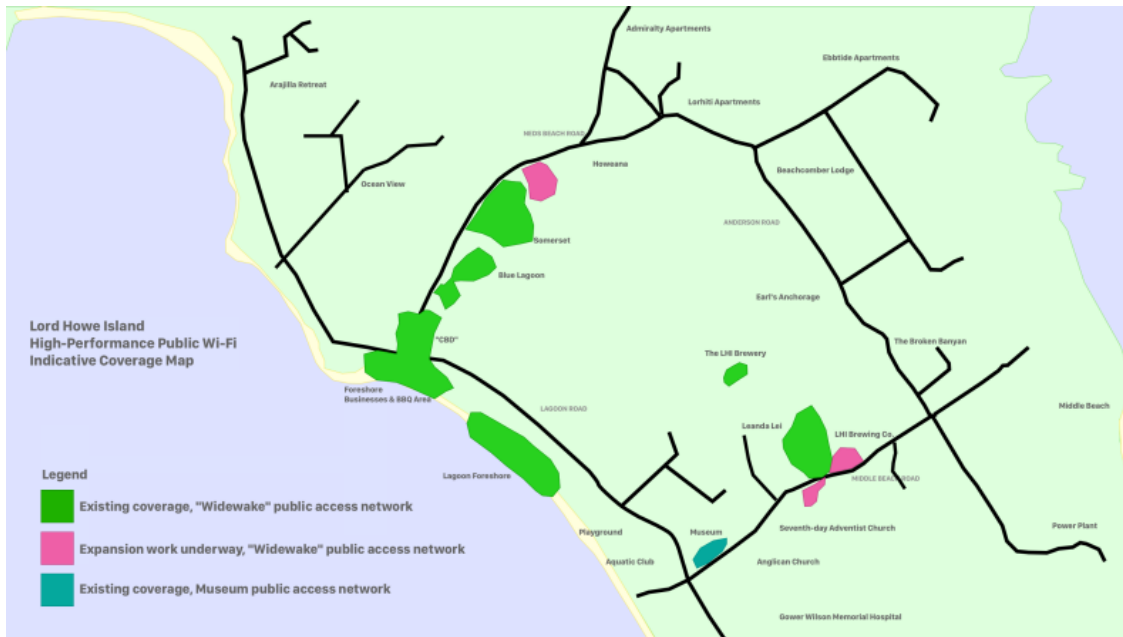 Admiralty Apartments
Ebbtide Apartments
Arajilla Retreat
Lorhiti Apartments
NEDS BEACH ROAD
Howeana
Beachcomber Lodge
Ocean View
ANDERSON ROAD
Somerset
Blue Lagoon
Earl's Anchorage
Lord Howe Island
High-Performance Public Wi-Fi
Indicative Coverage Map
"CBD"
The Broken Banyan
The LHI Brewery
Foreshore
Businesses & BBQ Area
LAGOON ROAD
Middle Beach
Leanda Lei
LHI Brewing Co.
Legend
Lagoon Foreshore
MIDDLE BEACH ROAD
Existing coverage, "Widewake" public access network
Seventh-day Adventist Church
Power Plant
Playground
Museum
Expansion work underway, "Widewake" public access network
Aquatic Club
Anglican Church
Existing coverage, Museum public access network
Gower Wilson Memorial Hospital